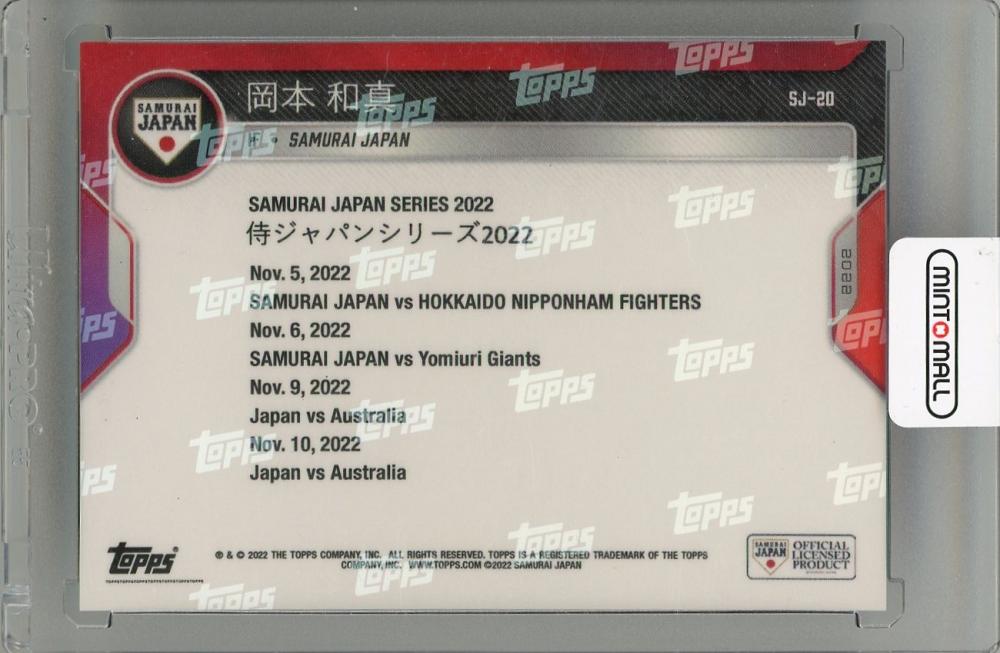 岡本 和真
SJ-20
SAMURAI
JAPAN
SAMURAI JAPAN
SAMURAI JAPAN SERIES 2022
侍ジャパンシリーズ2022
Nov. 5, 2022
SAMURAI JAPAN vs HOKKAIDO NIPPONHAM FIGHTERS
Nov. 6, 2022
SAMURAI JAPAN vs Yomiuri Giants
Nov. 9, 2022
Japan vs Australia
Nov. 10, 2022
Japan vs Australia
2022
MINT MALL
Topps
® & © 2022 THE TOPPS COMPANY, INC. ALL RIGHTS RESERVED. TOPPS IS A REGISTERED TRADEMARK OF THE TOPPS
COMPANY, INC. WWW.TOPPS.COM ©2022 SAMURAI JAPAN
SAMURAI
JAPAN
OFFICIAL
LICENSED
PRODUCT